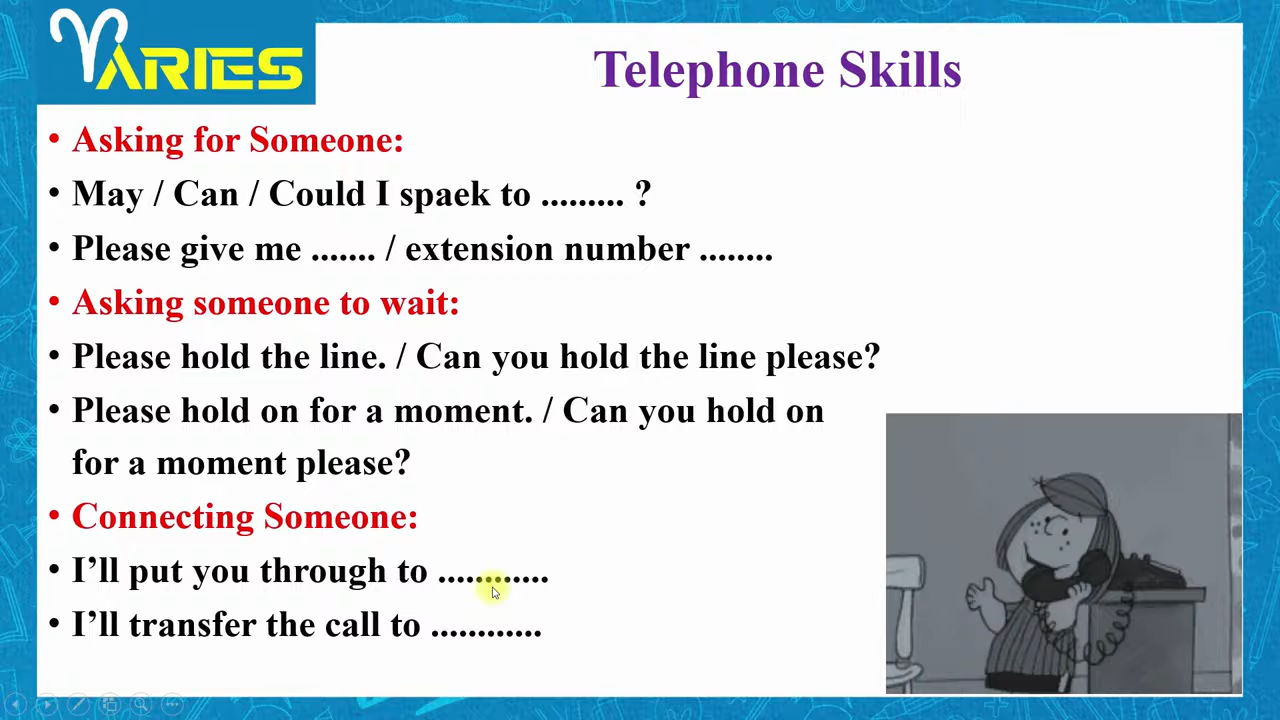 ARIES
Telephone Skills
• Asking for Someone:
• May / Can / Could I spaek to ......... ?
• Please give me ....... / extension number ........
• Asking someone to wait:
• Please hold the line. / Can you hold the line please?
• Please hold on for a moment. / Can you hold on
for a moment please?
• Connecting Someone:
• I’ll put you through to ............
• I’ll transfer the call to ............